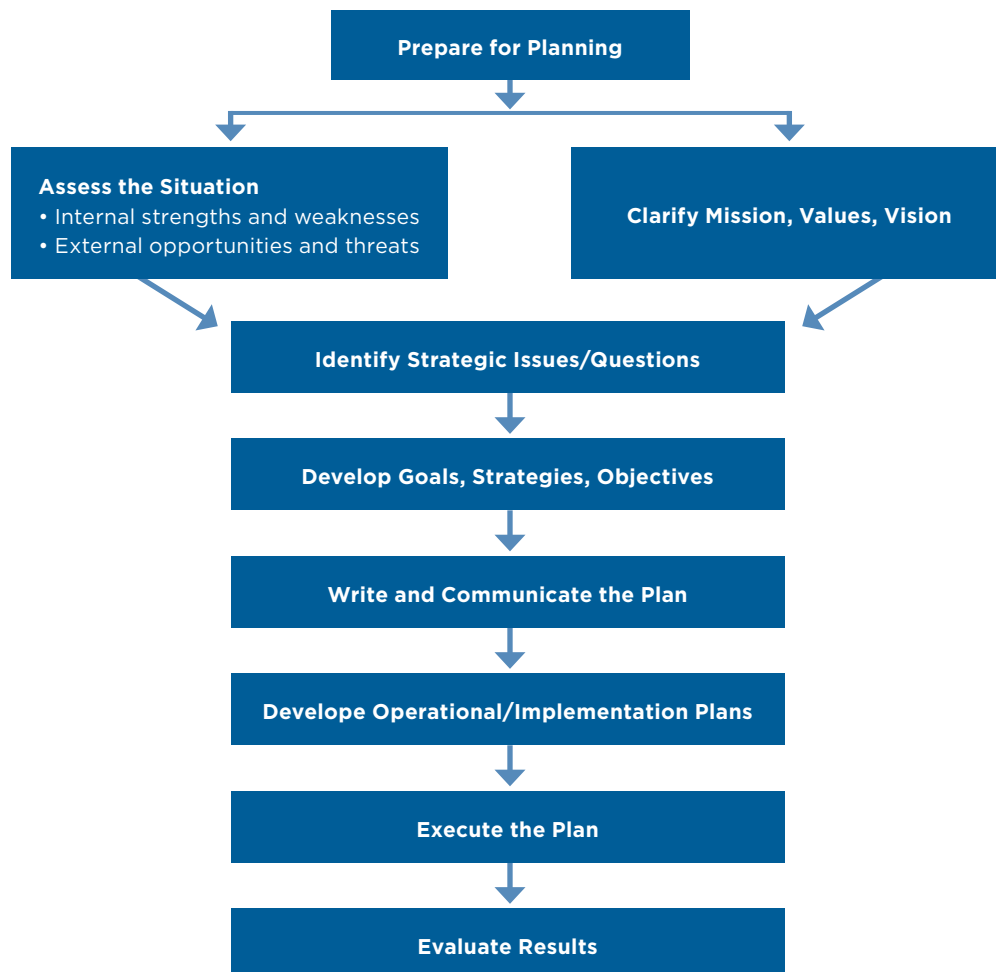 Prepare for Planning
Assess the Situation
• Internal strengths and weaknesses
• External opportunities and threats
Clarify Mission, Values, Vision
Identify Strategic Issues/Questions
Develop Goals, Strategies, Objectives
Write and Communicate the Plan
Develope Operational/Implementation Plans
Execute the Plan
Evaluate Results